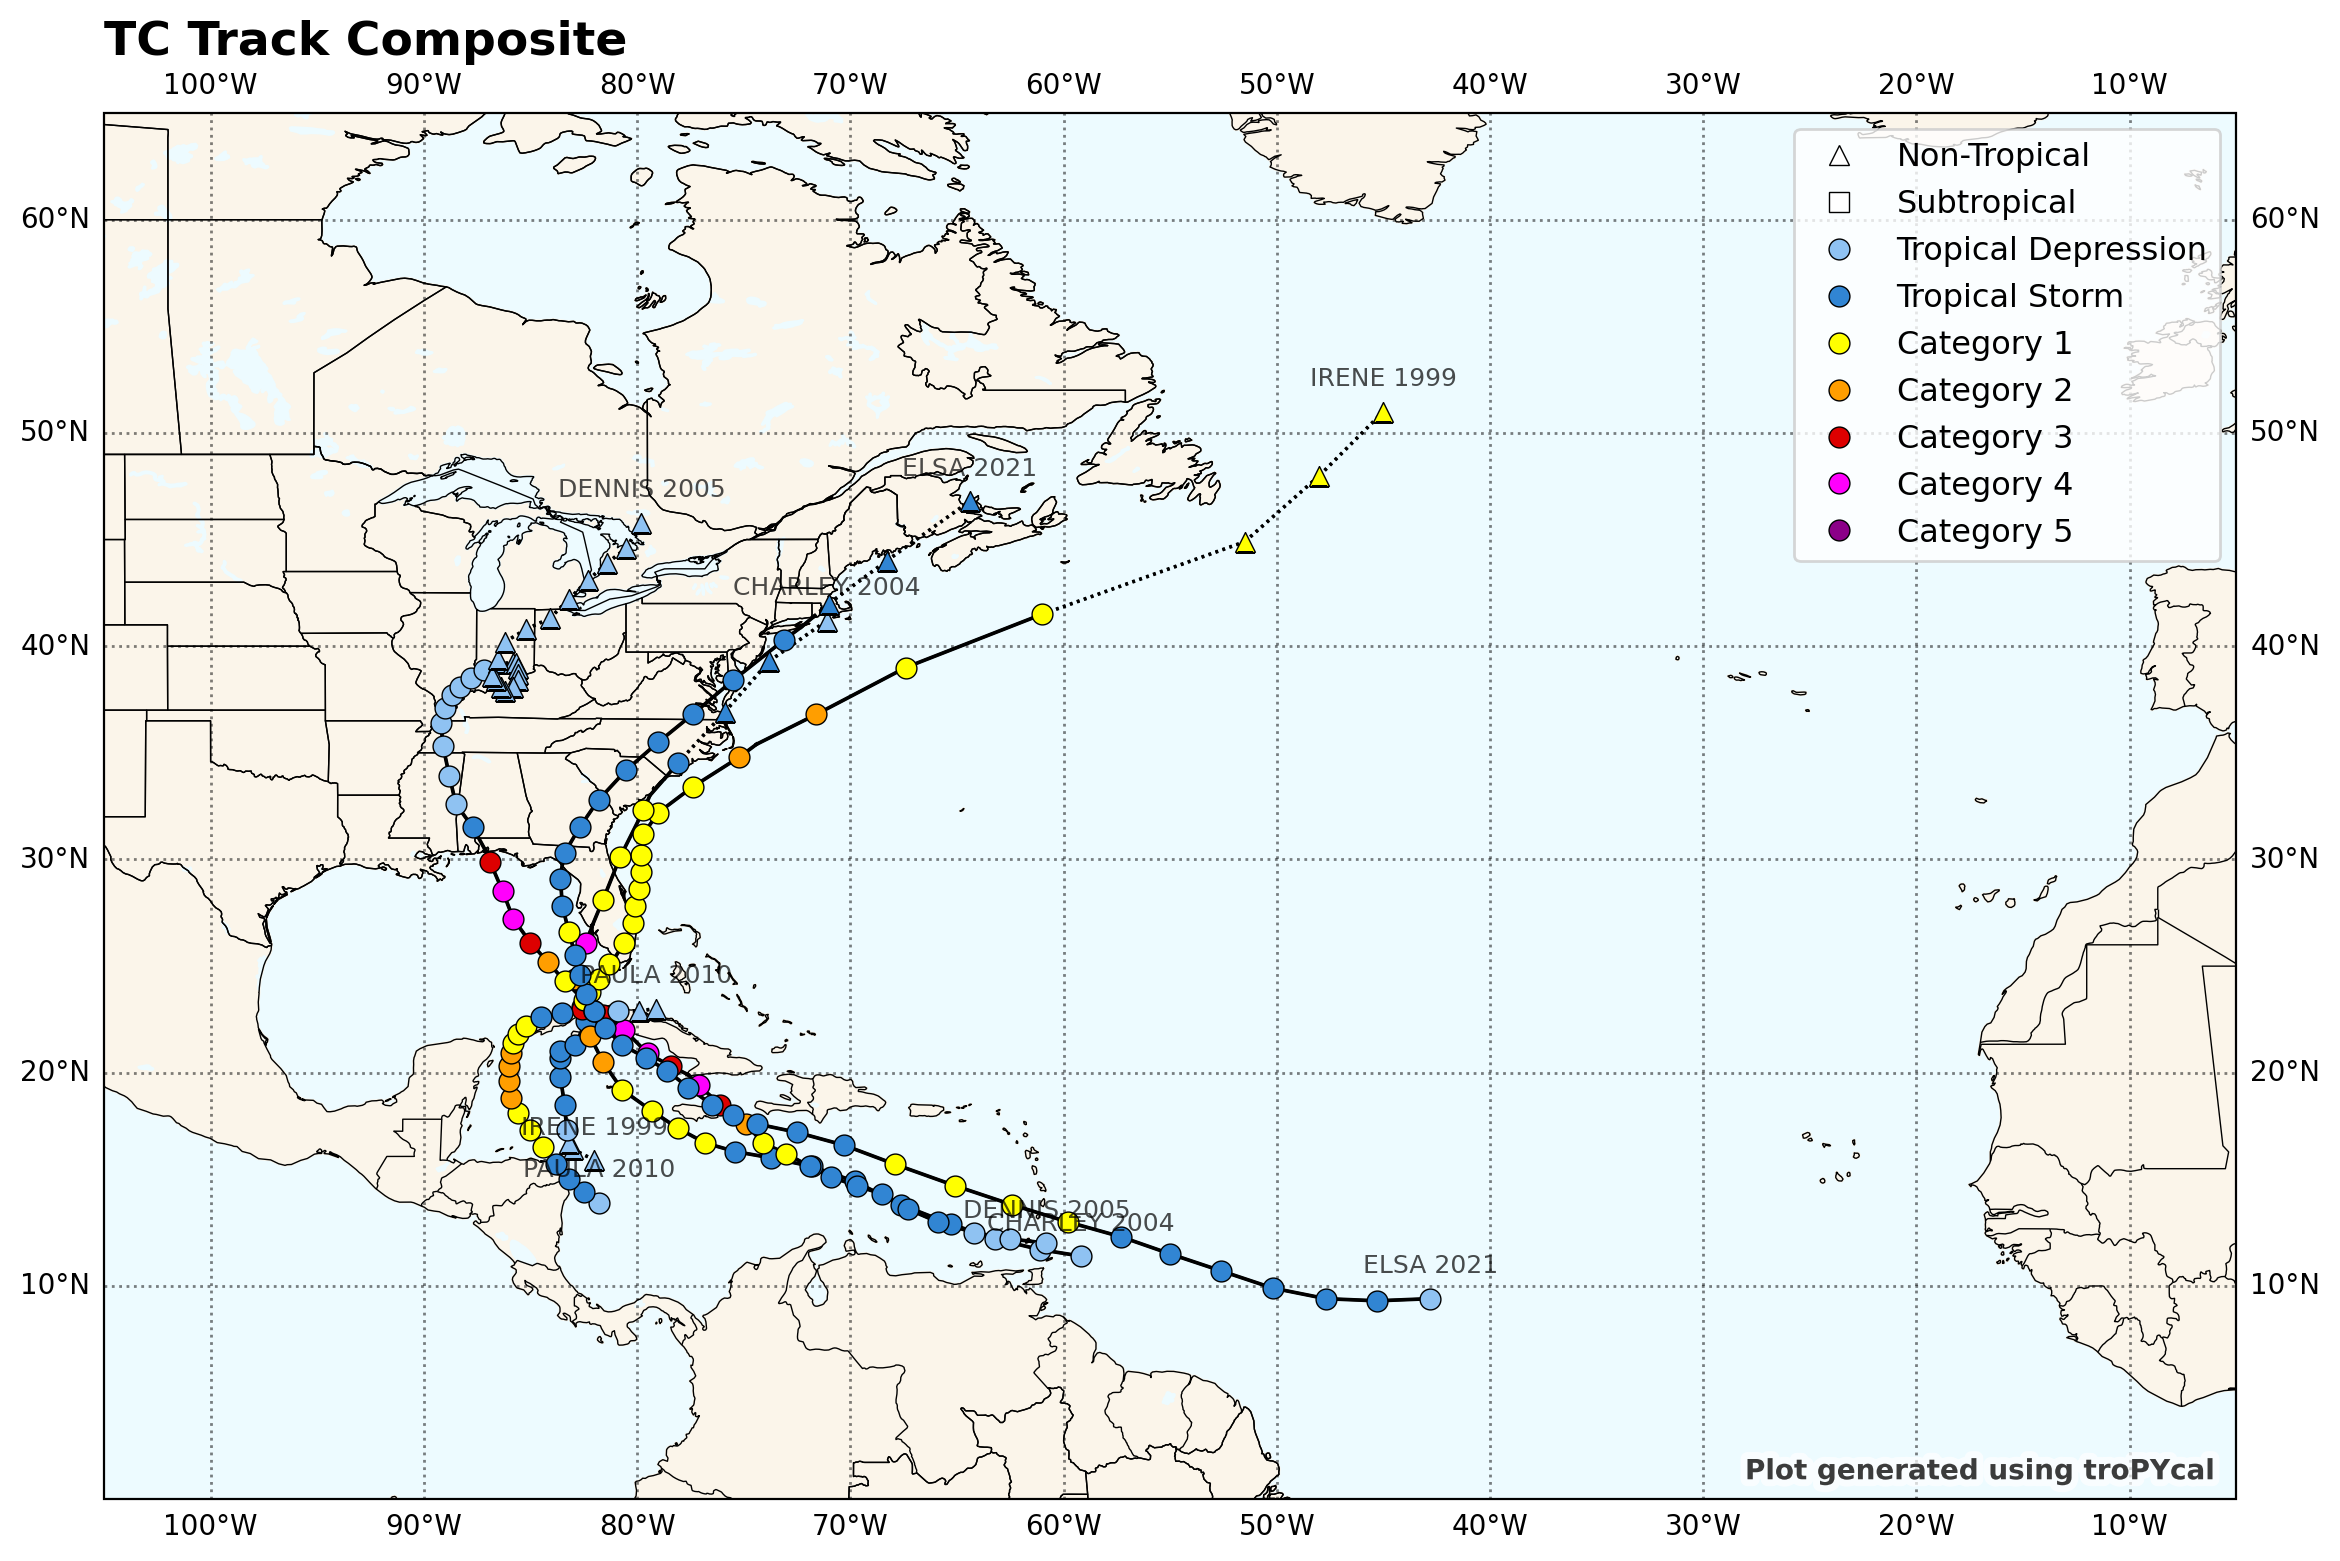 TC Track Composite
100°W 90°W 80°W 70°W 60°W 50°W 40°W 30°W 20°W 10°W
Non-Tropical
Subtropical
60°N 60°N
Tropical Depression
Tropical Storm
Category 1
IRENE 1999
Category 2
50°N 50°N
Category 3
ELSA 2021
Category 4
DENNIS 2005
Category 5
CHARLEY 2004
40°N 40°N
30°N 30°N
PAULA 2010
20°N 20°N
IRENE 1999
PAULA 2010
DENNIS 2005
CHARLEY 2004
ELSA 2021
10°N 10°N
Plot generated using troPYcal
100°W 90°W 80°W 70°W 60°W 50°W 40°W 30°W 20°W 10°W